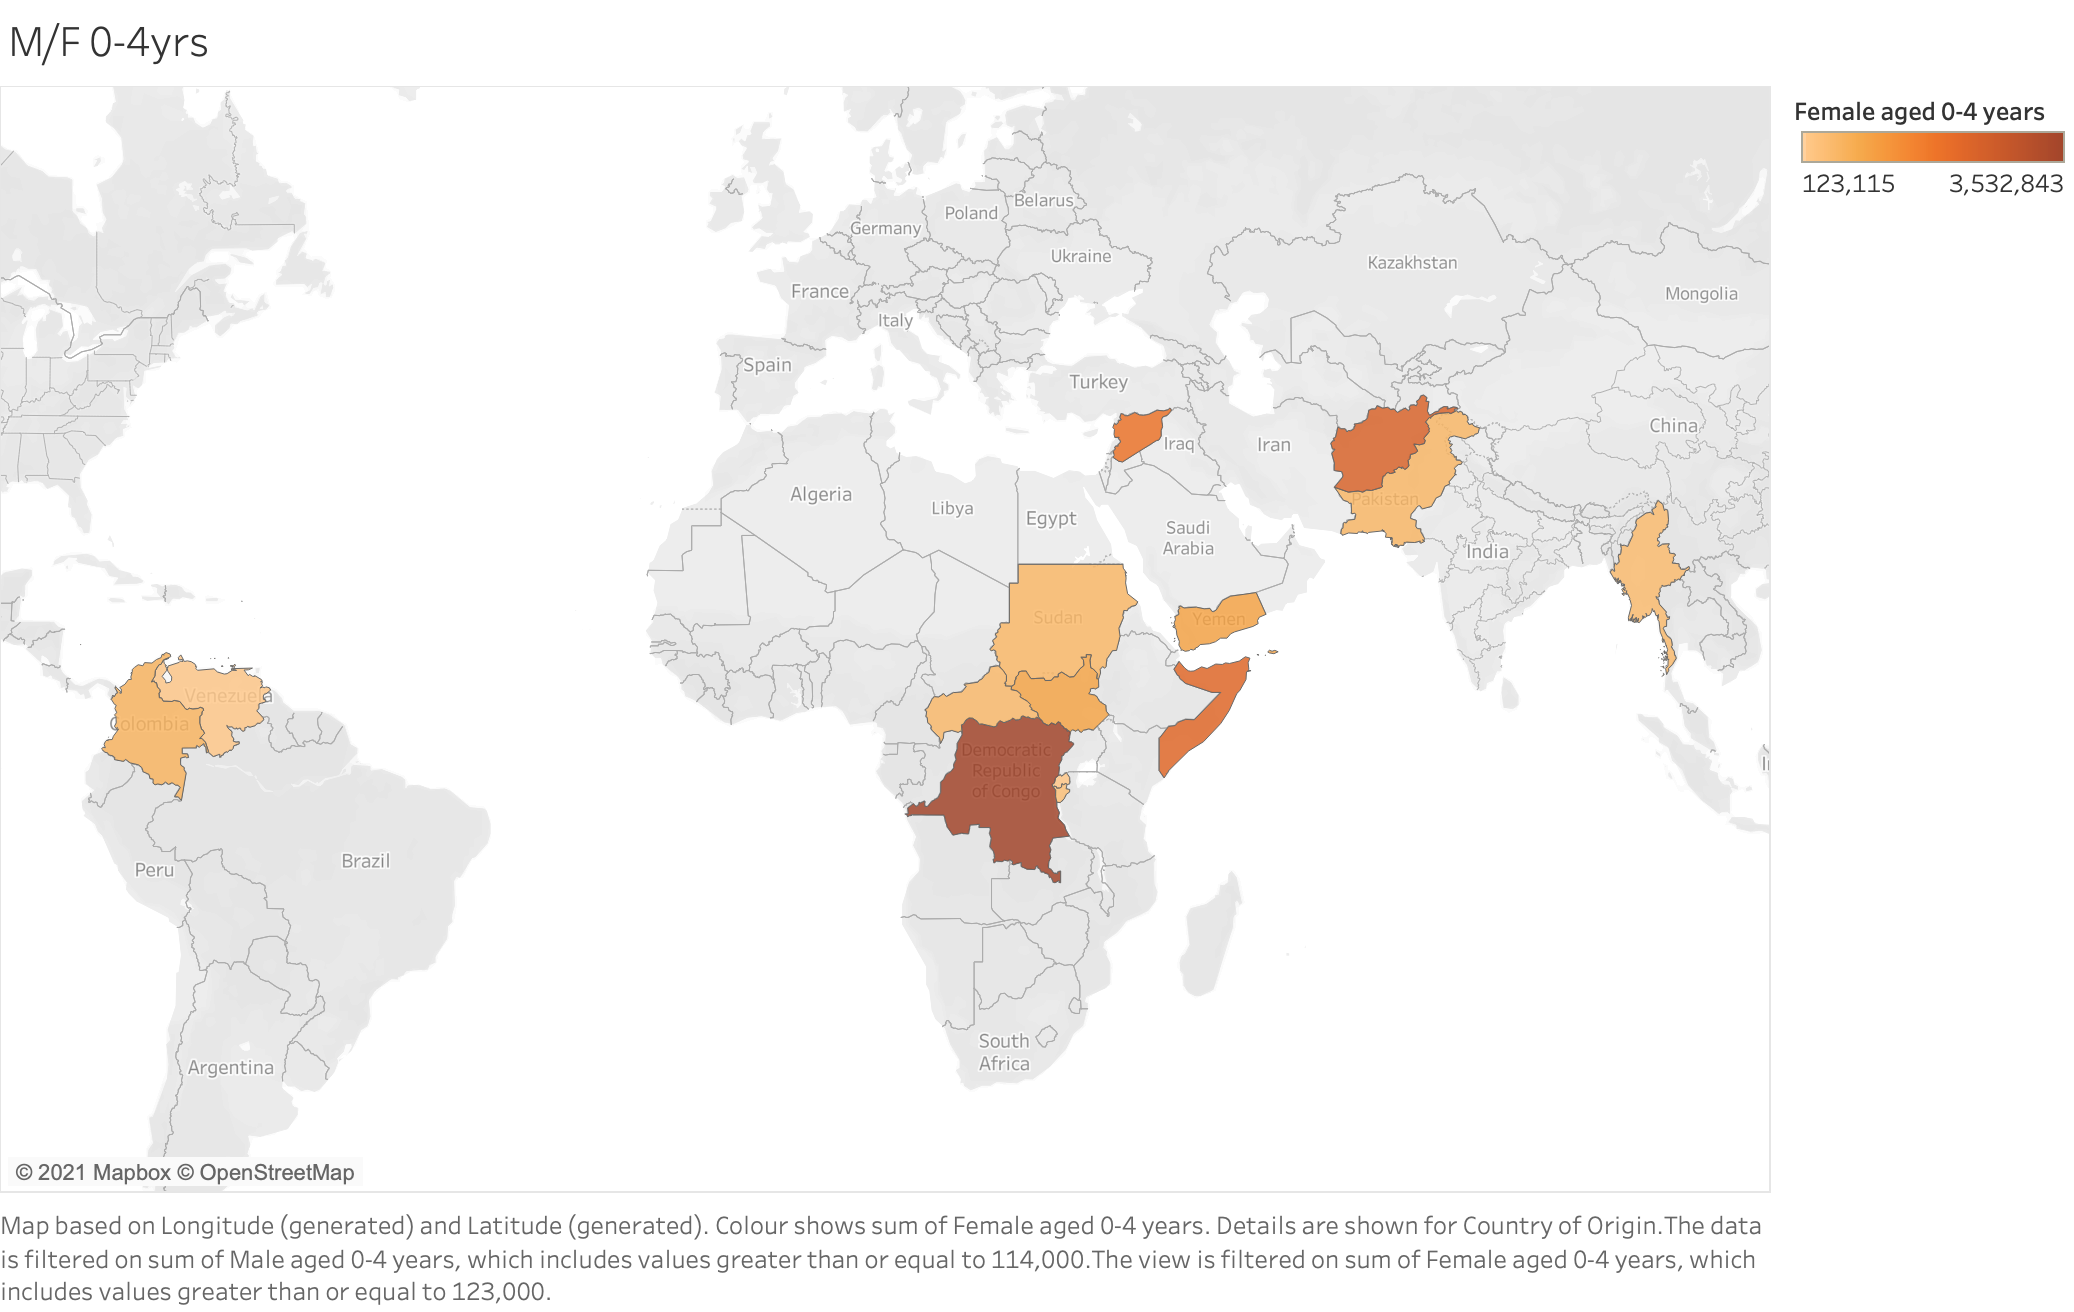 M/F 0-4yrs
Female aged 0-4 years
123,115 3,532,843
Belarus
Poland
Germany
Ukraine
Kazakhstan
France
Mongolia
Italy
Spain
Turkey
China
Iraq
Iran
Algeria
Pakistan
Libya
Egypt
Saudi
Arabia
India
Sudan
Yemen
Venezuela
Colombia
Democratic
Republic
of Congo
Brazil
Peru
South
Africa
Argentina
© 2021 Mapbox © OpenStreetMap
Map based on Longitude (generated) and Latitude (generated). Colour shows sum of Female aged 0-4 years. Details are shown for Country of Origin.The data
is filtered on sum of Male aged 0-4 years, which includes values greater than or equal to 114,000.The view is filtered on sum of Female aged 0-4 years, which
includes values greater than or equal to 123,000.